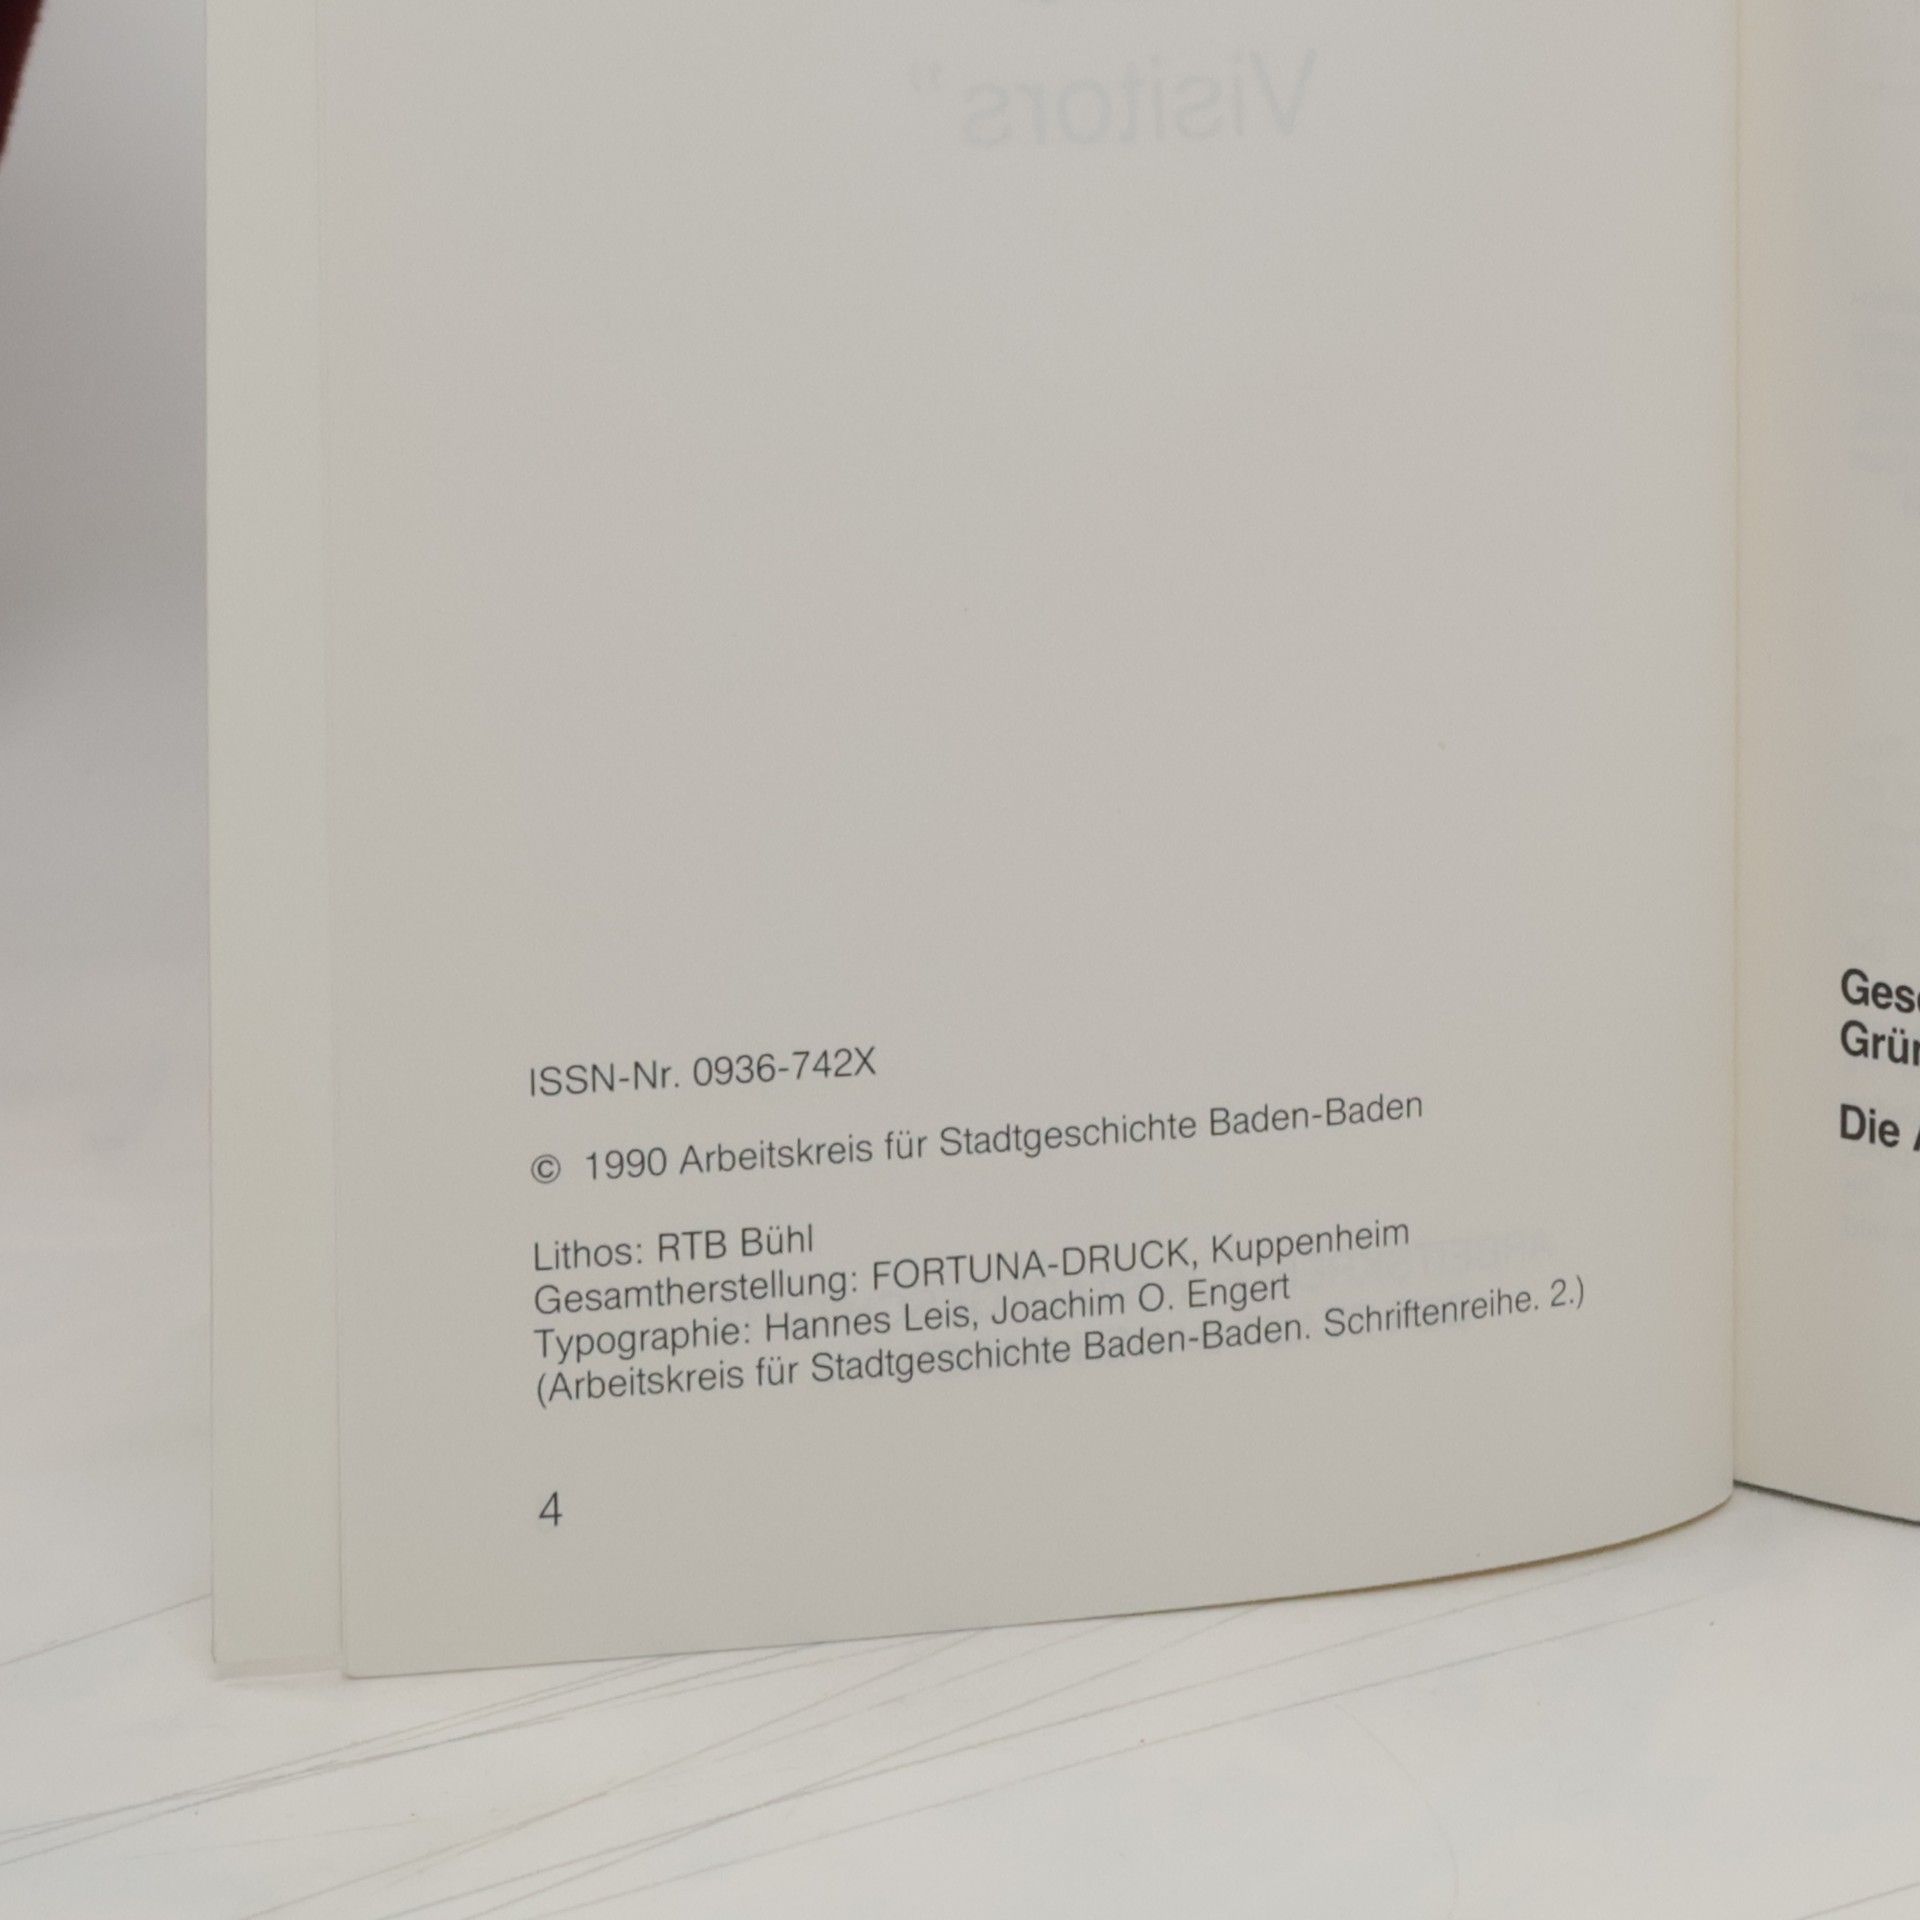 Visitors"
ISSN-Nr. 0936-742X
© 1990 Arbeitskreis für Stadtgeschichte Baden-Baden
Lithos: RTB Bühl
Gesamtherstellung: FORTUNA-DRUCK, Kuppenheim
Typographie: Hannes Leis, Joachim O. Engert
(Arbeitskreis für Stadtgeschichte Baden-Baden. Schriftenreihe. 2.)
4
Die